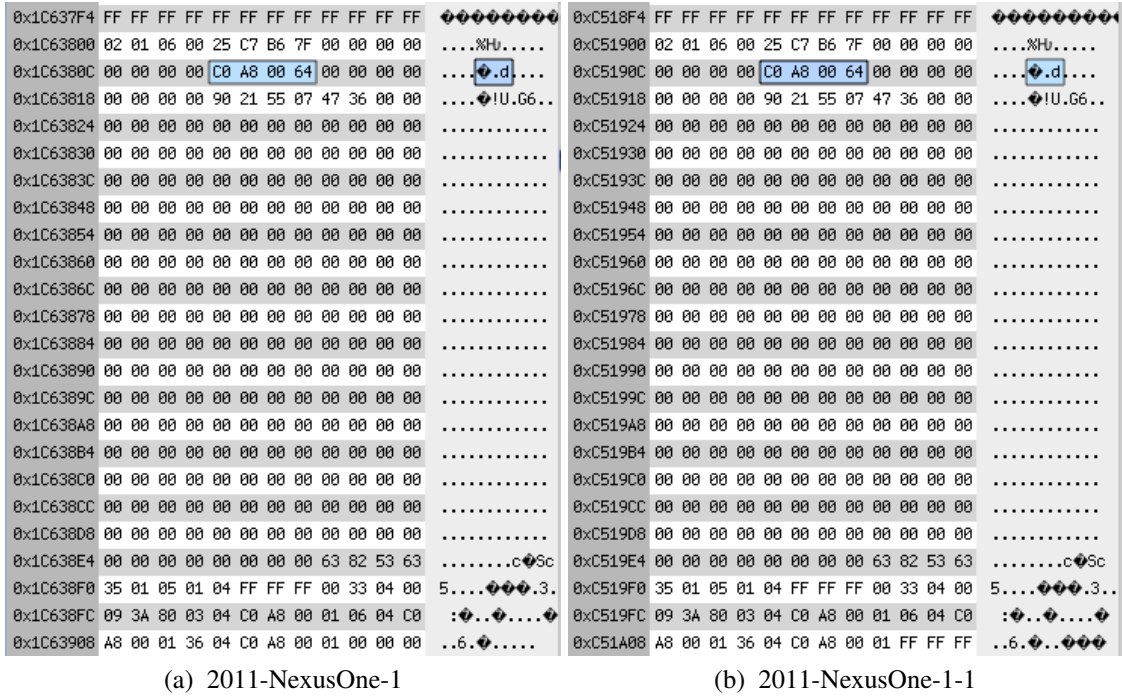 0x1C637F4 FF FF FF FF FF FF FF FF FF FF FF FF ���������
0x1C63800 02 01 06 00 25 C7 B6 7F 00 00 00 00 ....%Ƕ.....
0x1C6380C 00 00 00 00 C0 A8 00 64 00 00 00 00 ....�.d....
0x1C63818 00 00 00 00 90 21 55 07 47 36 00 00 ....�!U.G6..
0x1C63824 00 00 00 00 00 00 00 00 00 00 00 00 ............
0x1C63830 00 00 00 00 00 00 00 00 00 00 00 00 ............
0x1C6383C 00 00 00 00 00 00 00 00 00 00 00 00 ............
0x1C63848 00 00 00 00 00 00 00 00 00 00 00 00 ............
0x1C63854 00 00 00 00 00 00 00 00 00 00 00 00 ............
0x1C63860 00 00 00 00 00 00 00 00 00 00 00 00 ............
0x1C6386C 00 00 00 00 00 00 00 00 00 00 00 00 ............
0x1C63878 00 00 00 00 00 00 00 00 00 00 00 00 ............
0x1C63884 00 00 00 00 00 00 00 00 00 00 00 00 ............
0x1C63890 00 00 00 00 00 00 00 00 00 00 00 00 ............
0x1C6389C 00 00 00 00 00 00 00 00 00 00 00 00 ............
0x1C638A8 00 00 00 00 00 00 00 00 00 00 00 00 ............
0x1C638B4 00 00 00 00 00 00 00 00 00 00 00 00 ............
0x1C638C0 00 00 00 00 00 00 00 00 00 00 00 00 ............
0x1C638CC 00 00 00 00 00 00 00 00 00 00 00 00 ............
0x1C638D8 00 00 00 00 00 00 00 00 00 00 00 00 ............
0x1C638E4 00 00 00 00 00 00 00 00 63 82 53 63 ........c�Sc
0x1C638F0 35 01 05 01 04 FF FF FF 00 33 04 00 5....���.3.
0x1C638FC 09 3A 80 03 04 C0 A8 00 01 06 04 C0 :�..�....�
0x1C63908 A8 00 01 36 04 C0 A8 00 01 00 00 00 ..6.�.....
(a) 2011-NexusOne-1
0xC518F4 FF FF FF FF FF FF FF FF FF FF FF FF ���������
0xC51900 02 01 06 00 25 C7 B6 7F 00 00 00 00 ....%Ƕ.....
0xC5190C 00 00 00 00 C0 A8 00 64 00 00 00 00 ....�.d....
0xC51918 00 00 00 00 90 21 55 07 47 36 00 00 ....�!U.G6..
0xC51924 00 00 00 00 00 00 00 00 00 00 00 00 ............
0xC51930 00 00 00 00 00 00 00 00 00 00 00 00 ............
0xC5193C 00 00 00 00 00 00 00 00 00 00 00 00 ............
0xC51948 00 00 00 00 00 00 00 00 00 00 00 00 ............
0xC51954 00 00 00 00 00 00 00 00 00 00 00 00 ............
0xC51960 00 00 00 00 00 00 00 00 00 00 00 00 ............
0xC5196C 00 00 00 00 00 00 00 00 00 00 00 00 ............
0xC51978 00 00 00 00 00 00 00 00 00 00 00 00 ............
0xC51984 00 00 00 00 00 00 00 00 00 00 00 00 ............
0xC51990 00 00 00 00 00 00 00 00 00 00 00 00 ............
0xC5199C 00 00 00 00 00 00 00 00 00 00 00 00 ............
0xC519A8 00 00 00 00 00 00 00 00 00 00 00 00 ............
0xC519B4 00 00 00 00 00 00 00 00 00 00 00 00 ............
0xC519C0 00 00 00 00 00 00 00 00 00 00 00 00 ............
0xC519CC 00 00 00 00 00 00 00 00 00 00 00 00 ............
0xC519D8 00 00 00 00 00 00 00 00 00 00 00 00 ............
0xC519E4 00 00 00 00 00 00 00 00 63 82 53 63 ........c�Sc
0xC519F0 35 01 05 01 04 FF FF FF 00 33 04 00 5....���.3.
0xC519FC 09 3A 80 03 04 C0 A8 00 01 06 04 C0 :�..�....�
0xC51A08 A8 00 01 36 04 C0 A8 00 01 FF FF FF ..6.�..���
(b) 2011-NexusOne-1-1